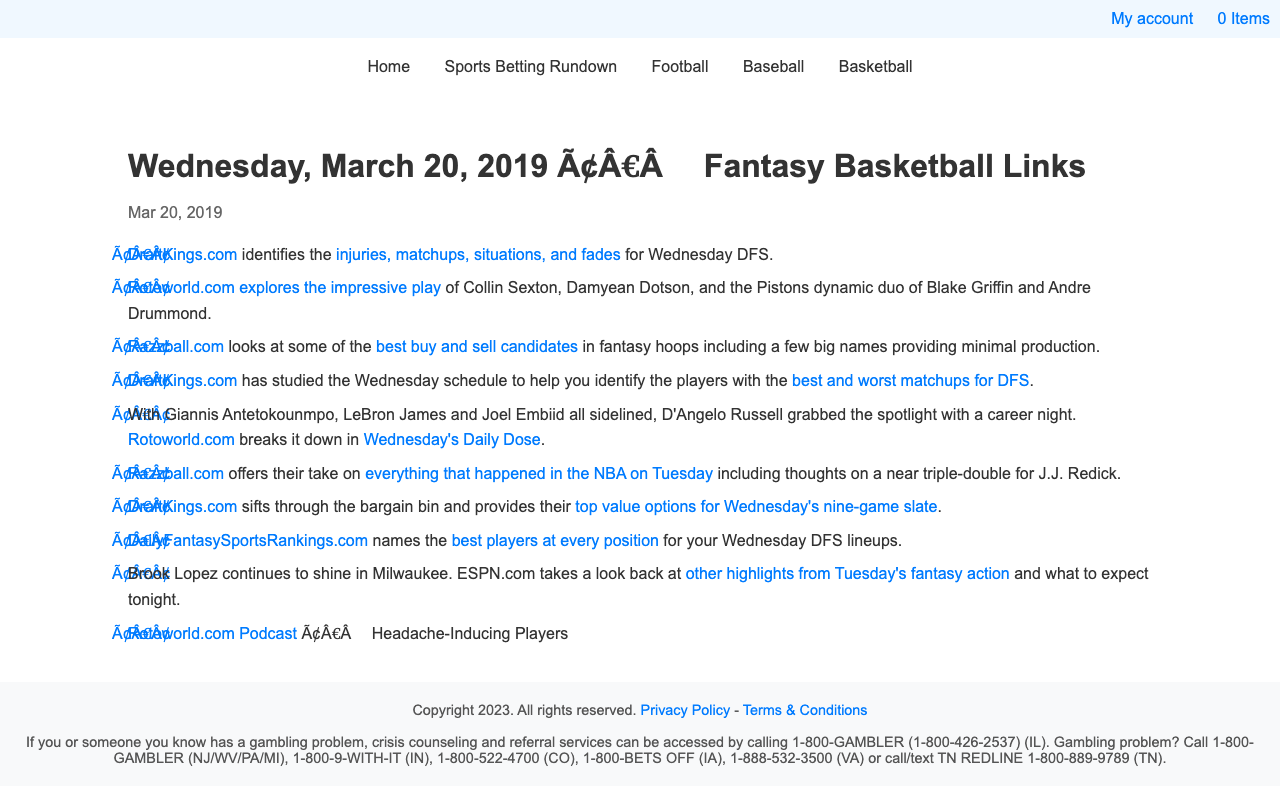 My account 0 Items
Home Sports Betting Rundown Football Baseball Basketball
Wednesday, March 20, 2019 Ã¢Â€Â Fantasy Basketball Links
Mar 20, 2019
DraftKings.com identifies the injuries, matchups, situations, and fades for Wednesday DFS.
Rotoworld.com explores the impressive play of Collin Sexton, Damyean Dotson, and the Pistons dynamic duo of Blake Griffin and Andre
Drummond.
Razzball.com looks at some of the best buy and sell candidates in fantasy hoops including a few big names providing minimal production.
DraftKings.com has studied the Wednesday schedule to help you identify the players with the best and worst matchups for DFS.
With Giannis Antetokounmpo, LeBron James and Joel Embiid all sidelined, D'Angelo Russell grabbed the spotlight with a career night.
Rotoworld.com breaks it down in Wednesday's Daily Dose.
Razzball.com offers their take on everything that happened in the NBA on Tuesday including thoughts on a near triple-double for J.J. Redick.
DraftKings.com sifts through the bargain bin and provides their top value options for Wednesday's nine-game slate.
DailyFantasySportsRankings.com names the best players at every position for your Wednesday DFS lineups.
Brook Lopez continues to shine in Milwaukee. ESPN.com takes a look back at other highlights from Tuesday's fantasy action and what to expect
tonight.
Rotoworld.com Podcast Ã¢Â€Â Headache-Inducing Players
Copyright 2023. All rights reserved. Privacy Policy - Terms & Conditions
If you or someone you know has a gambling problem, crisis counseling and referral services can be accessed by calling 1-800-GAMBLER (1-800-426-2537) (IL). Gambling problem? Call 1-800-
GAMBLER (NJ/WV/PA/MI), 1-800-9-WITH-IT (IN), 1-800-522-4700 (CO), 1-800-BETS OFF (IA), 1-888-532-3500 (VA) or call/text TN REDLINE 1-800-889-9789 (TN).